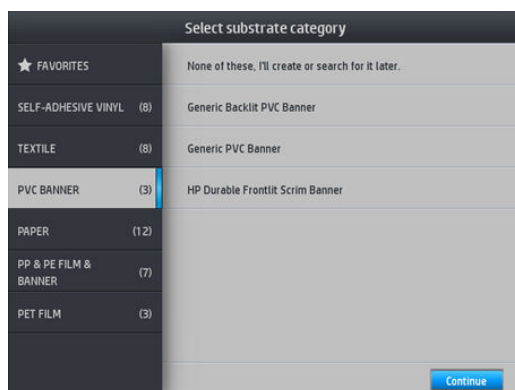 Select substrate category
FAVORITES
SELF-ADHESIVE VINYL (8)
TEXTILE (8)
PVC BANNER (3)
PAPER (12)
PP & PE FILM &
BANNER (7)
PET FILM (3)
None of these, I'll create or search for it later.
Generic Backlit PVC Banner
Generic PVC Banner
HP Durable Frontlit Scrim Banner
Continue